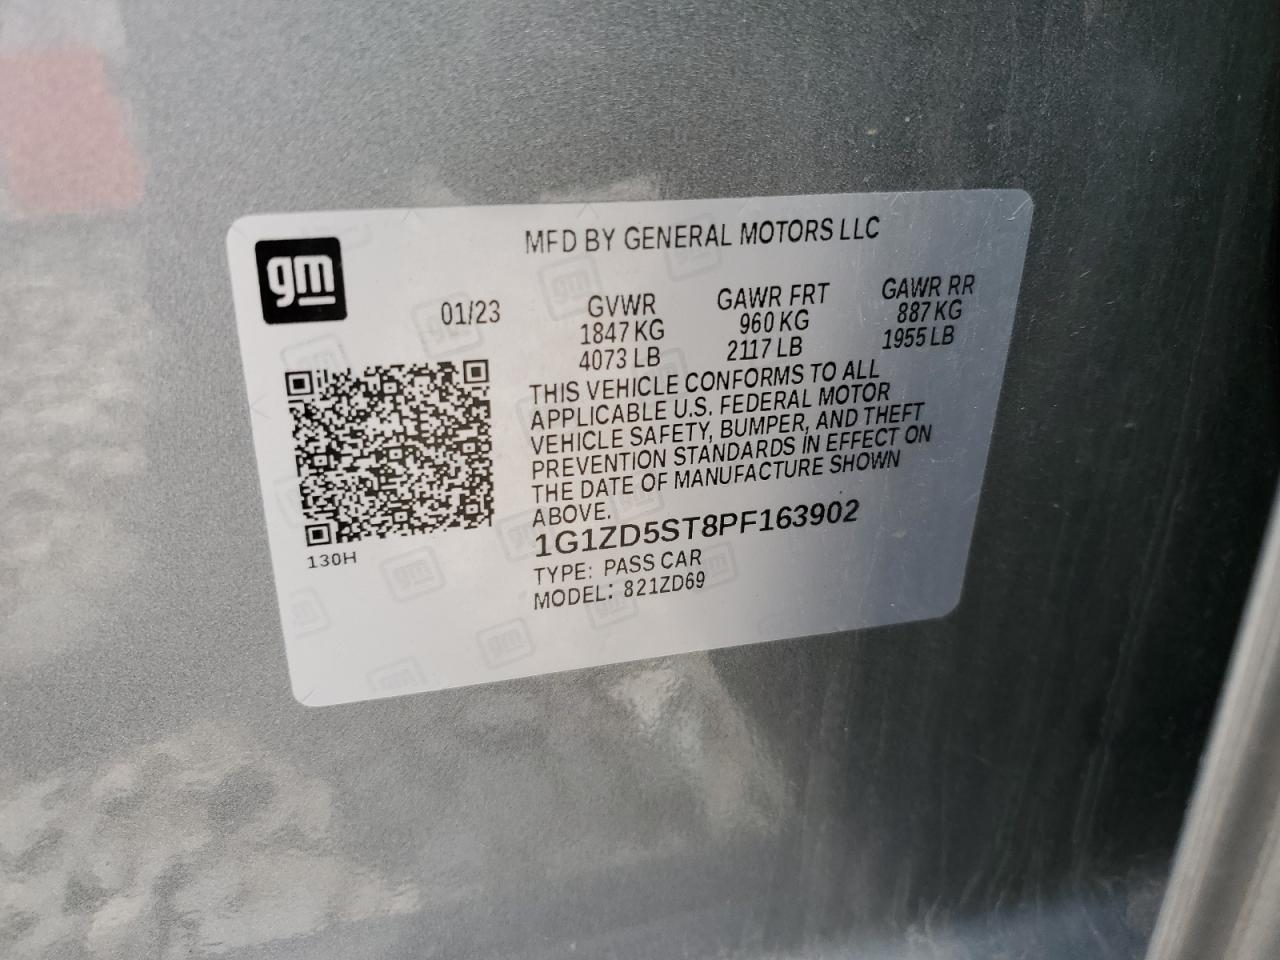 gm
MFD BY GENERAL MOTORS LLC
01/23 GVWR GAWR FRT GAWR RR
1847 KG 960 KG 887 KG
4073 LB 2117 LB 1955 LB
THIS VEHICLE CONFORMS TO ALL
APPLICABLE U.S. FEDERAL MOTOR
VEHICLE SAFETY, BUMPER, AND THEFT
PREVENTION STANDARDS IN EFFECT ON
THE DATE OF MANUFACTURE SHOWN
ABOVE.
1G1ZD5ST8PF163902
130H
TYPE: PASS CAR
MODEL: 821ZD69